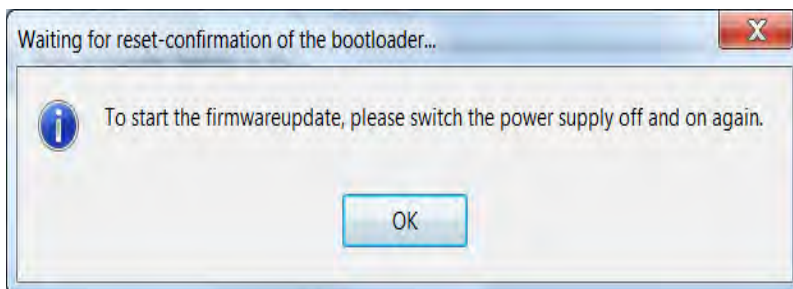 Waiting for reset-confirmation of the bootloader...
To start the firmwareupdate, please switch the power supply off and on again.
OK